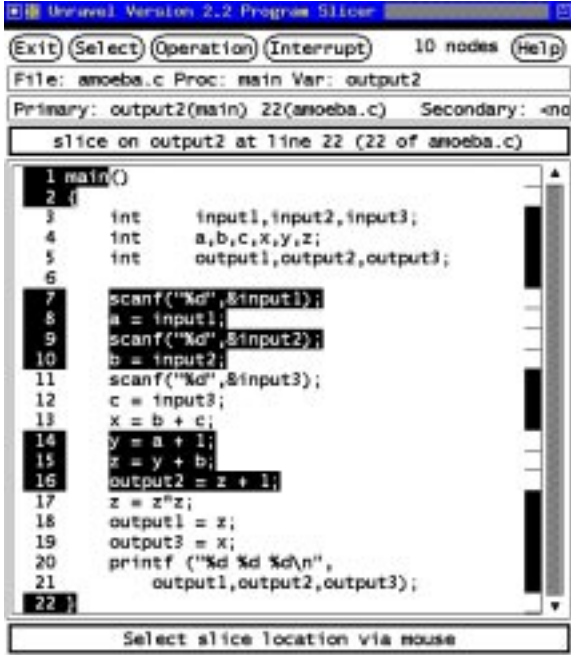 Unravel Version 2.2 Program Slicer
Exit Select Operation Interrupt 10 nodes Help
File: amoeba.c Proc: main Var: output2
Primary: output2(main) 22(amoeba.c) Secondary: <no
slice on output2 at line 22 (22 of amoeba.c)
1 main()
2 {
3 int input1,input2,input3;
4 int a,b,c,x,y,z;
5 int output1,output2,output3;
6
7 scanf("%d",&input1);
8 a = input1;
9 scanf("%d",&input2);
10 b = input2;
11 scanf("%d",&input3);
12 c = input3;
13 x = b + c;
14 y = a + 1;
15 z = y + b;
16 output2 = z + 1;
17 z = z*z;
18 output1 = z;
19 output3 = x;
20 printf ("%d %d %d\n",
21 output1,output2,output3);
22 }
Select slice location via mouse